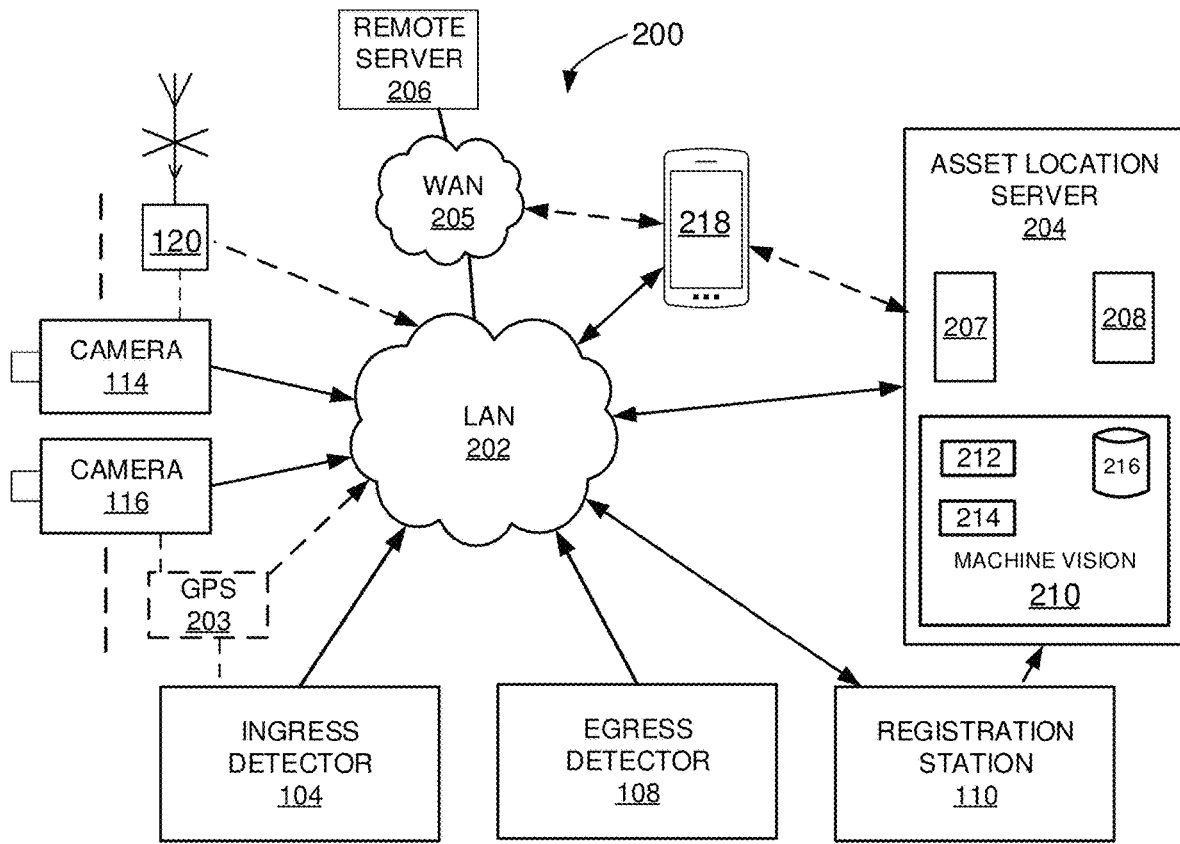 REMOTE
SERVER
206
200
WAN
205
218
120
ASSET LOCATION
SERVER
204
207
208
CAMERA
114
LAN
202
CAMERA
116
212
216
214
MACHINE VISION
210
GPS
203
INGRESS
DETECTOR
104
EGRESS
DETECTOR
108
REGISTRATION
STATION
110